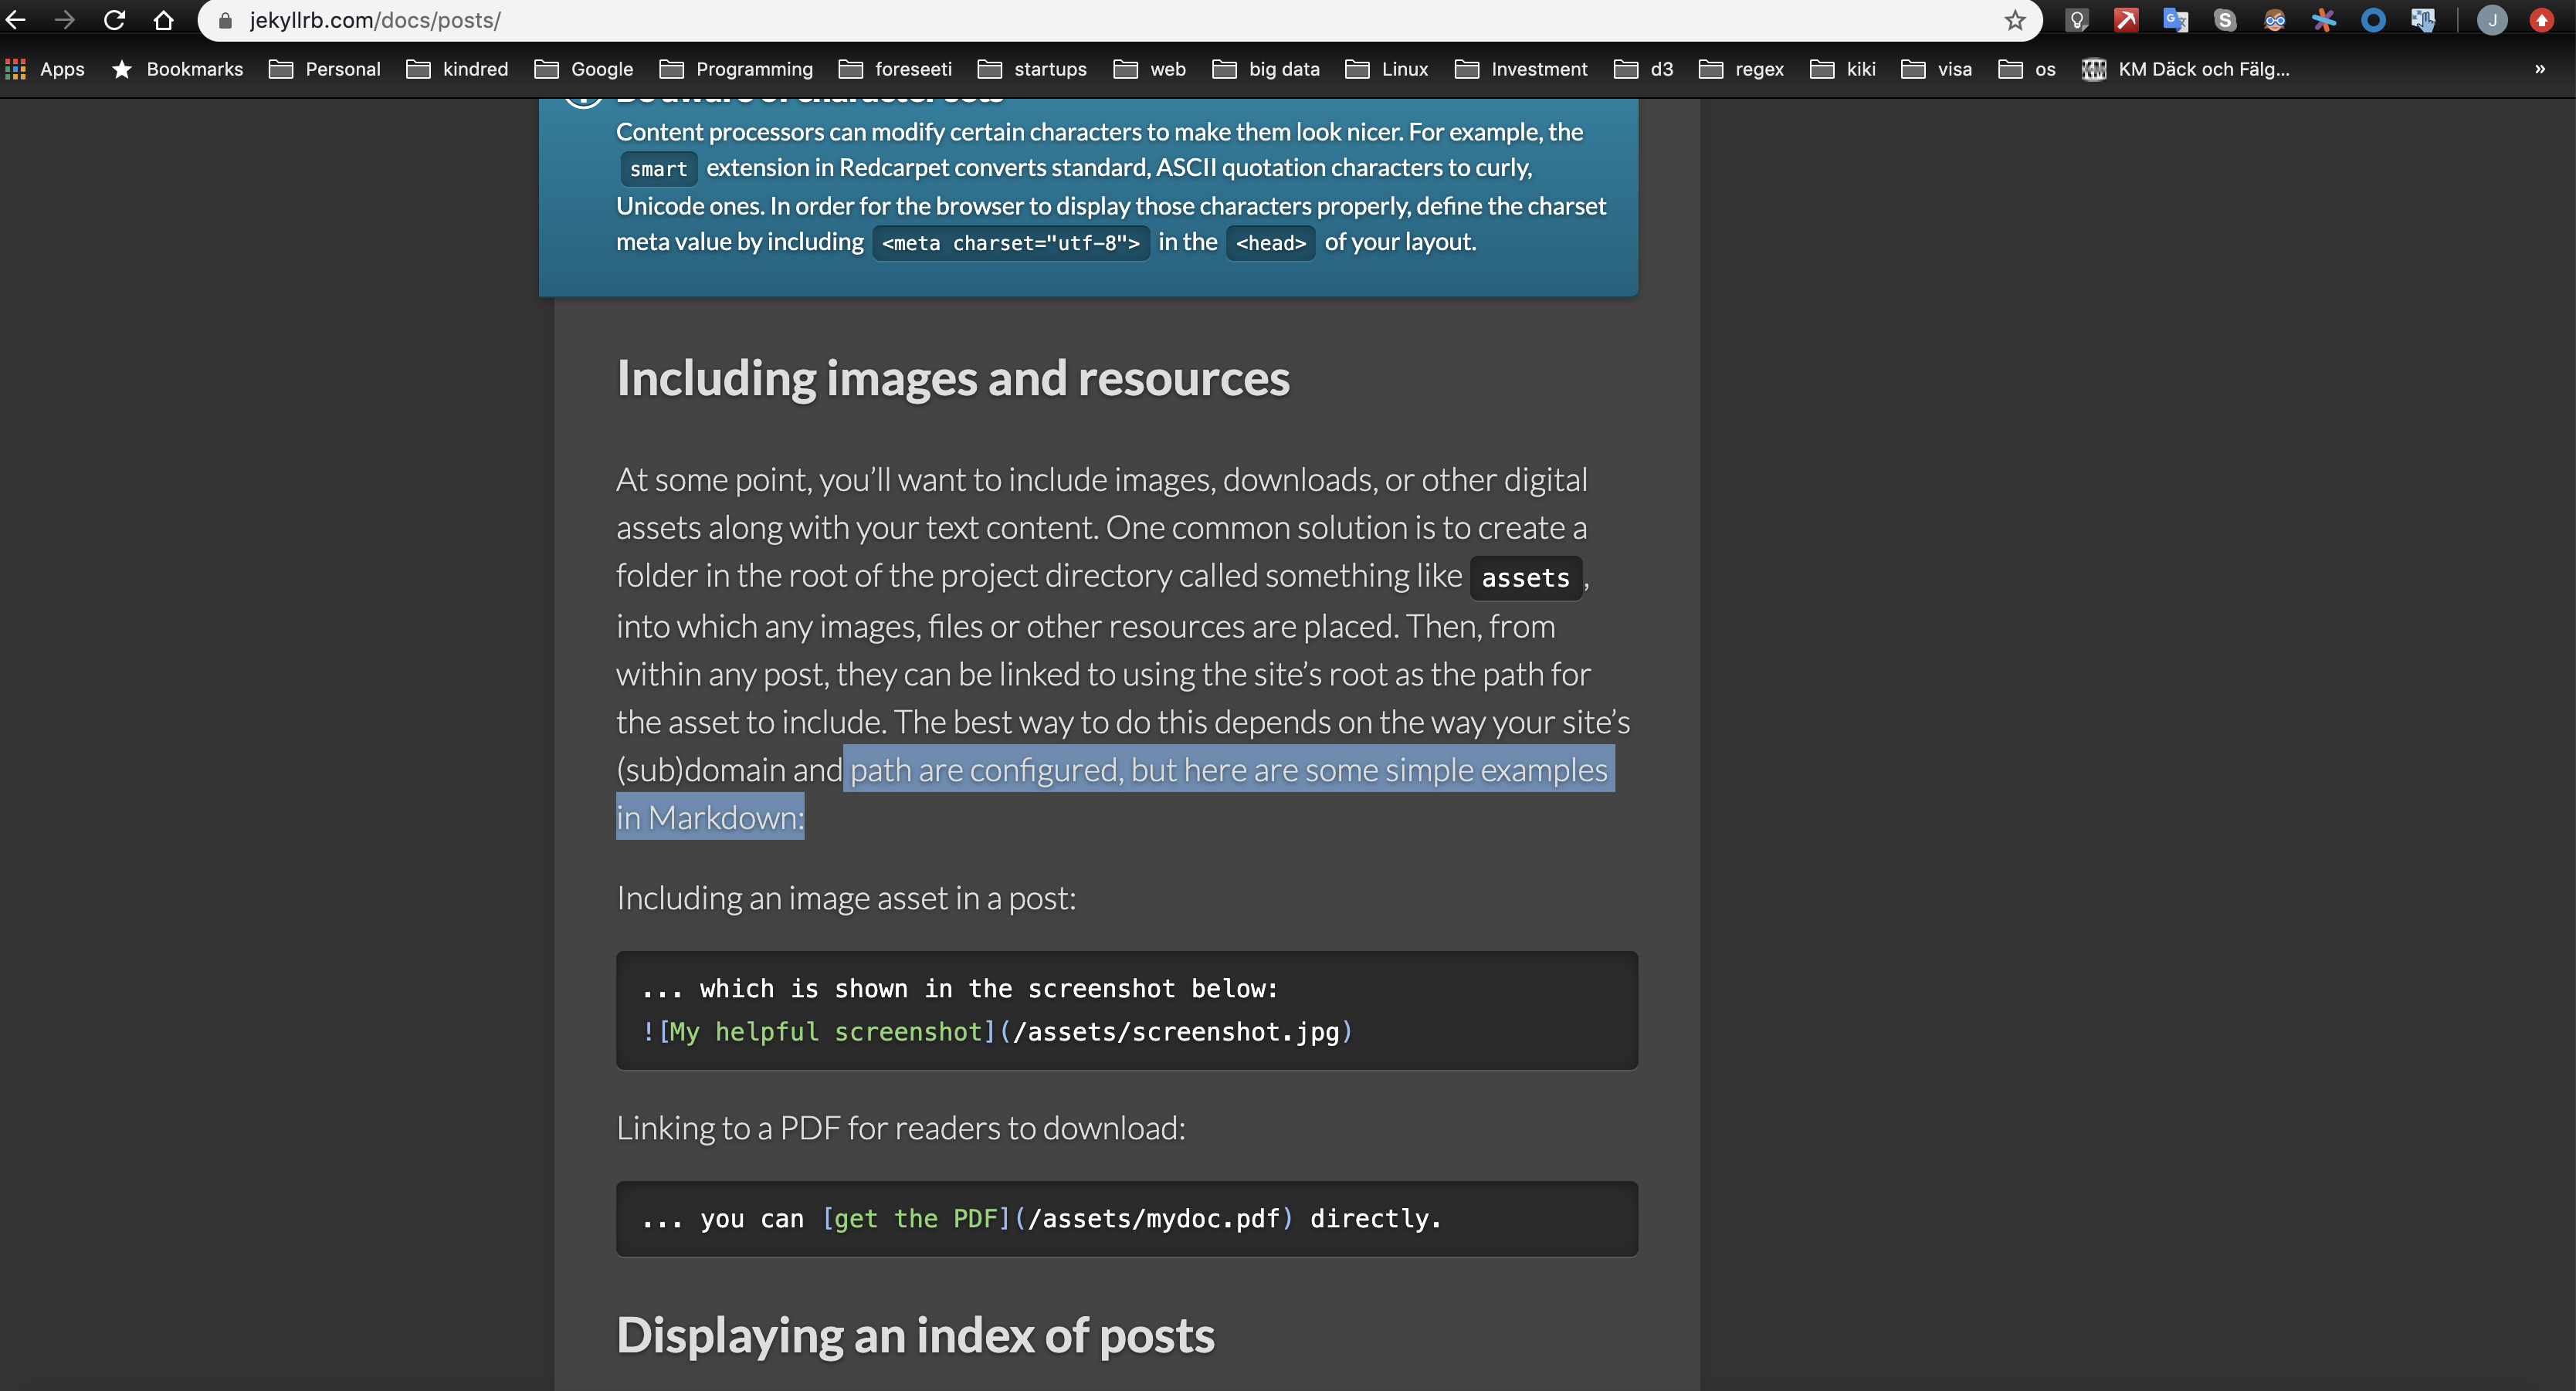 jekyllrb.com/docs/posts/
J
Apps Bookmarks Personal kindred Google Programming foreseeti startups web big data Linux Investment d3 regex kiki visa os KM Däck och Fälg... »
Be aware of character sets
Content processors can modify certain characters to make them look nicer. For example, the
smart extension in Redcarpet converts standard, ASCII quotation characters to curly,
Unicode ones. In order for the browser to display those characters properly, define the charset
meta value by including <meta charset="utf-8"> in the <head> of your layout.
Including images and resources
At some point, you’ll want to include images, downloads, or other digital
assets along with your text content. One common solution is to create a
folder in the root of the project directory called something like assets ,
into which any images, files or other resources are placed. Then, from
within any post, they can be linked to using the site’s root as the path for
the asset to include. The best way to do this depends on the way your site’s
(sub)domain and path are configured, but here are some simple examples
in Markdown:
Including an image asset in a post:
... which is shown in the screenshot below:
![My helpful screenshot](/assets/screenshot.jpg)
Linking to a PDF for readers to download:
... you can [get the PDF](/assets/mydoc.pdf) directly.
Displaying an index of posts